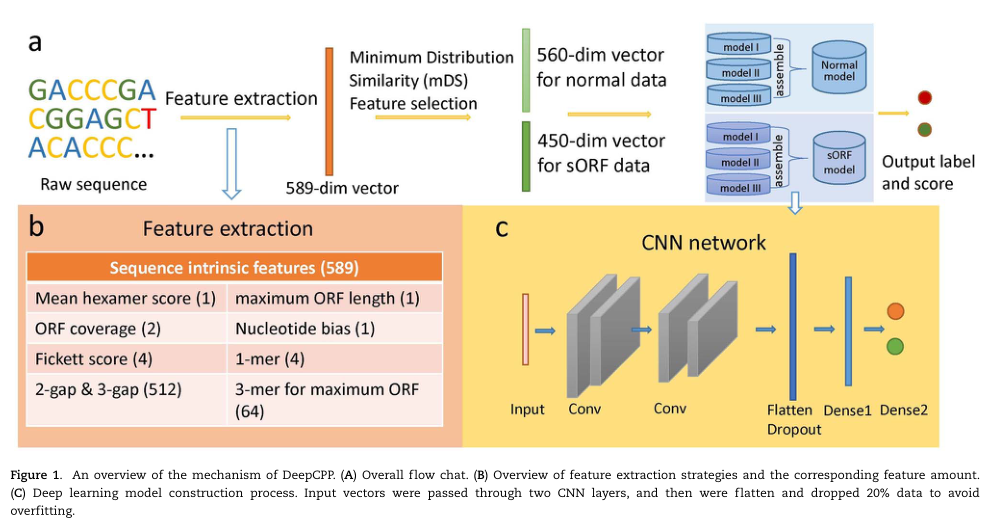 a
GACCCGA
CGGAGCT
ACACCC...
Raw sequence
Feature extraction
589-dim vector
Minimum Distribution
Similarity (mDS)
Feature selection
560-dim vector
for normal data
450-dim vector
for sORF data
model I
model II
model III
assemble
Normal
model
model I
model II
model III
assemble
sORF
model
Output label
and score
b
Feature extraction
Sequence intrinsic features (589)
Mean hexamer score (1)
maximum ORF length (1)
ORF coverage (2)
Nucleotide bias (1)
Fickett score (4)
1-mer (4)
2-gap & 3-gap (512)
3-mer for maximum ORF
(64)
c
CNN network
Input
Conv
Conv
Flatten
Dropout
Dense1
Dense2
Figure 1. An overview of the mechanism of DeepCPP. (A) Overall flow chat. (B) Overview of feature extraction strategies and the corresponding feature amount.
(C) Deep learning model construction process. Input vectors were passed through two CNN layers, and then were flatten and dropped 20% data to avoid
overfitting.